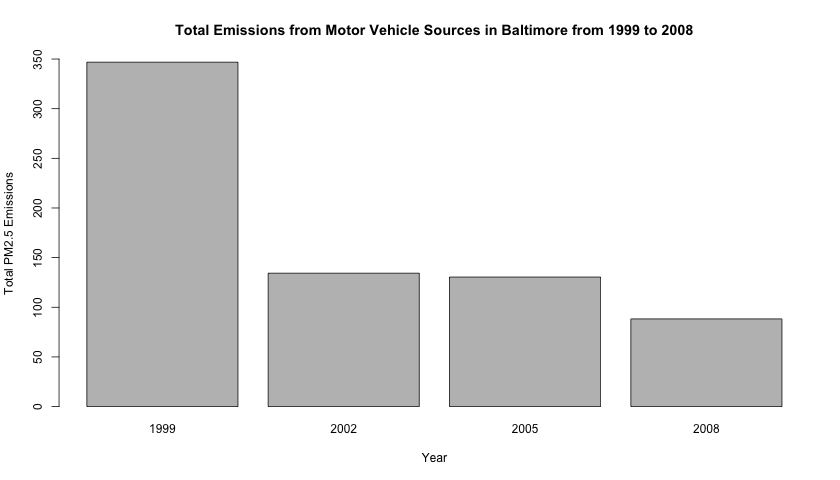 Total Emissions from Motor Vehicle Sources in Baltimore from 1999 to 2008
Total PM2.5 Emissions
350
300
250
200
150
100
50
0
1999 2002 2005 2008
Year